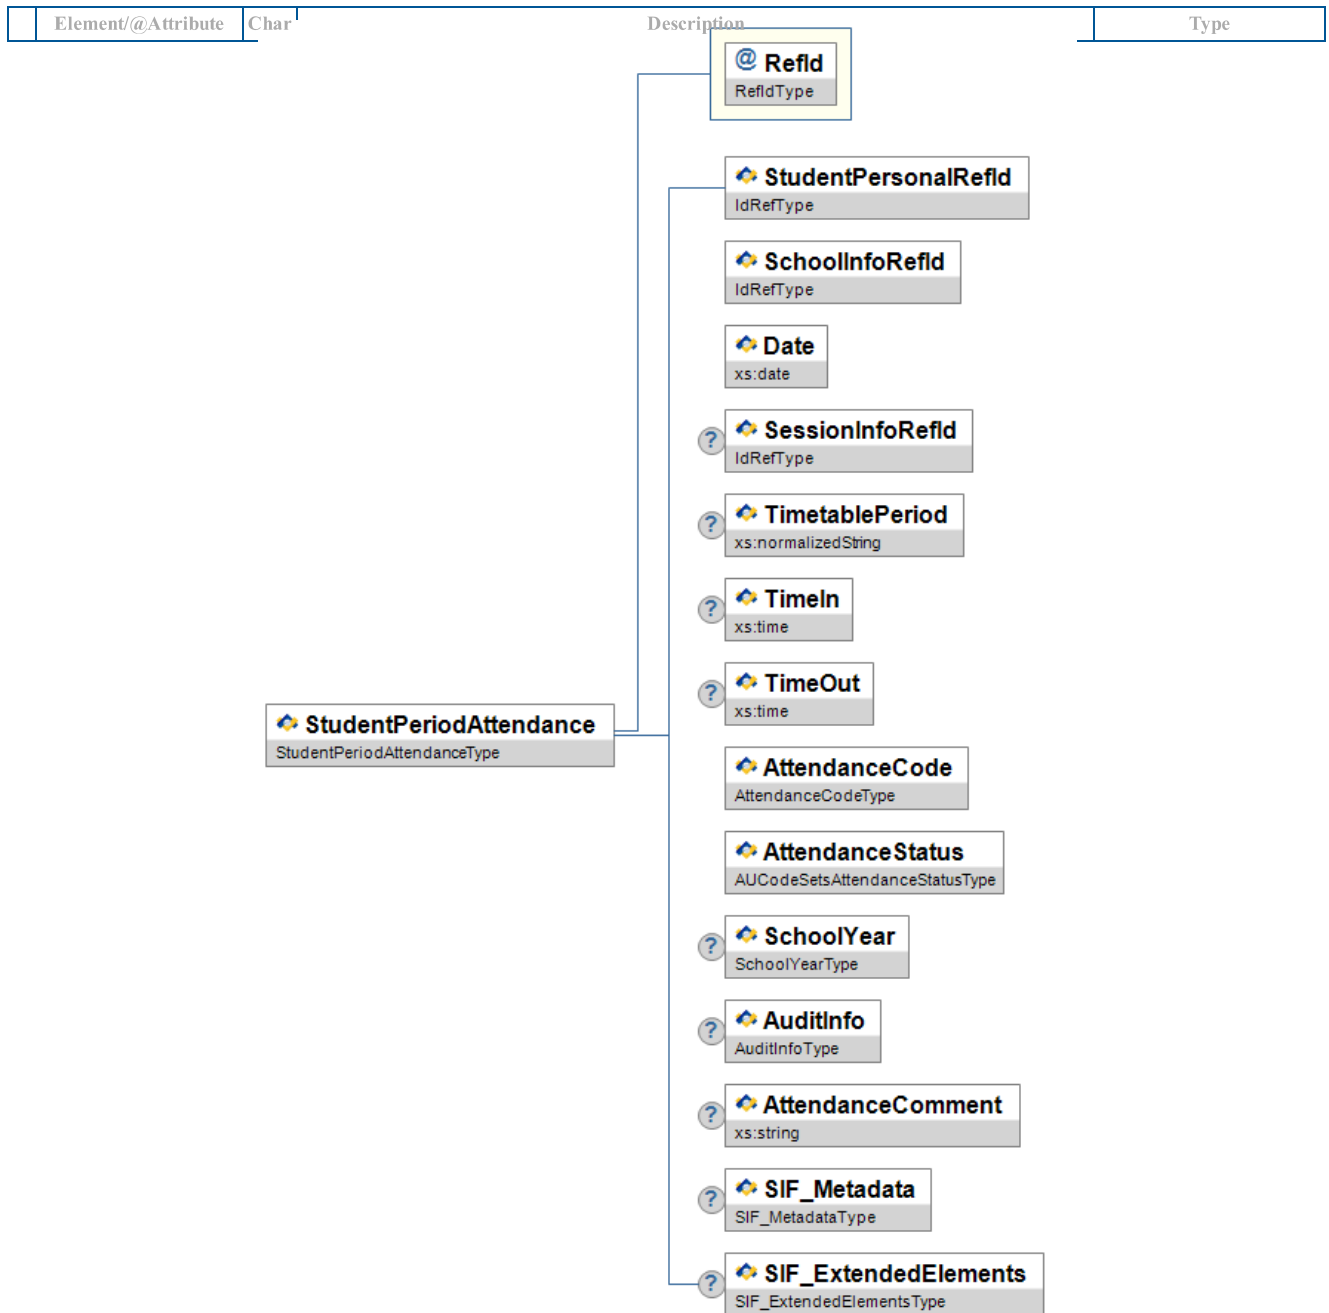 Element/@Attribute Char Description Type
@ RefId
RefIdType
StudentPersonalRefId
IdRefType
SchoolInfoRefId
IdRefType
Date
xs:date
? SessionInfoRefId
IdRefType
? TimetablePeriod
xs:normalizedString
? TimeIn
xs:time
? TimeOut
xs:time
StudentPeriodAttendance
StudentPeriodAttendanceType
AttendanceCode
AttendanceCodeType
AttendanceStatus
AUCodeSetsAttendanceStatusType
? SchoolYear
SchoolYearType
? AuditInfo
AuditInfoType
? AttendanceComment
xs:string
? SIF_Metadata
SIF_MetadataType
? SIF_ExtendedElements
SIF_ExtendedElementsType